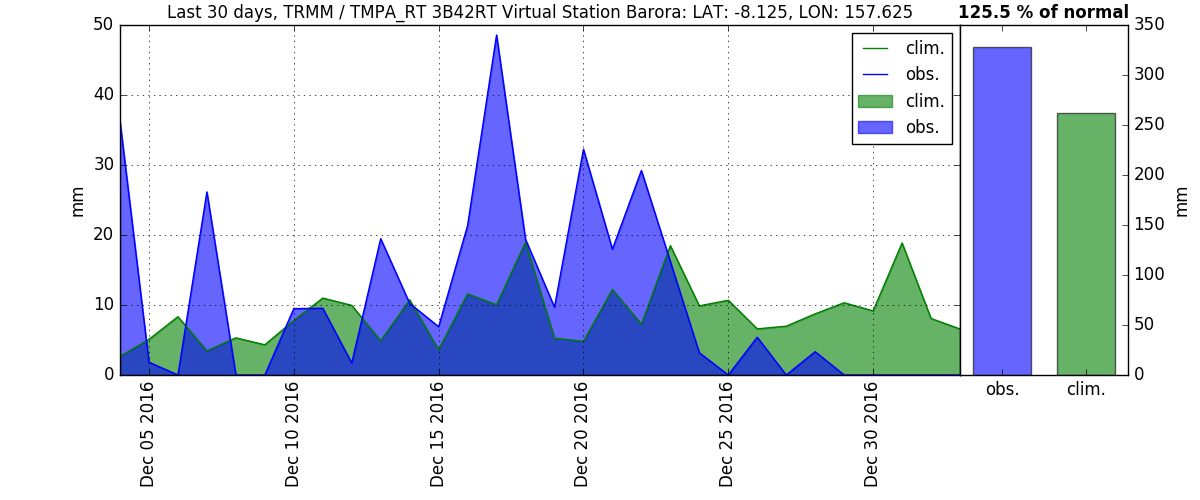 Last 30 days, TRMM / TMPA_RT 3B42RT Virtual Station Barora: LAT: -8.125, LON: 157.625
125.5 % of normal
50
40
30
20
10
0
mm
clim.
obs.
clim.
obs.
Dec 05 2016
Dec 10 2016
Dec 15 2016
Dec 20 2016
Dec 25 2016
Dec 30 2016
350
300
250
200
150
100
50
0
mm
obs.
clim.